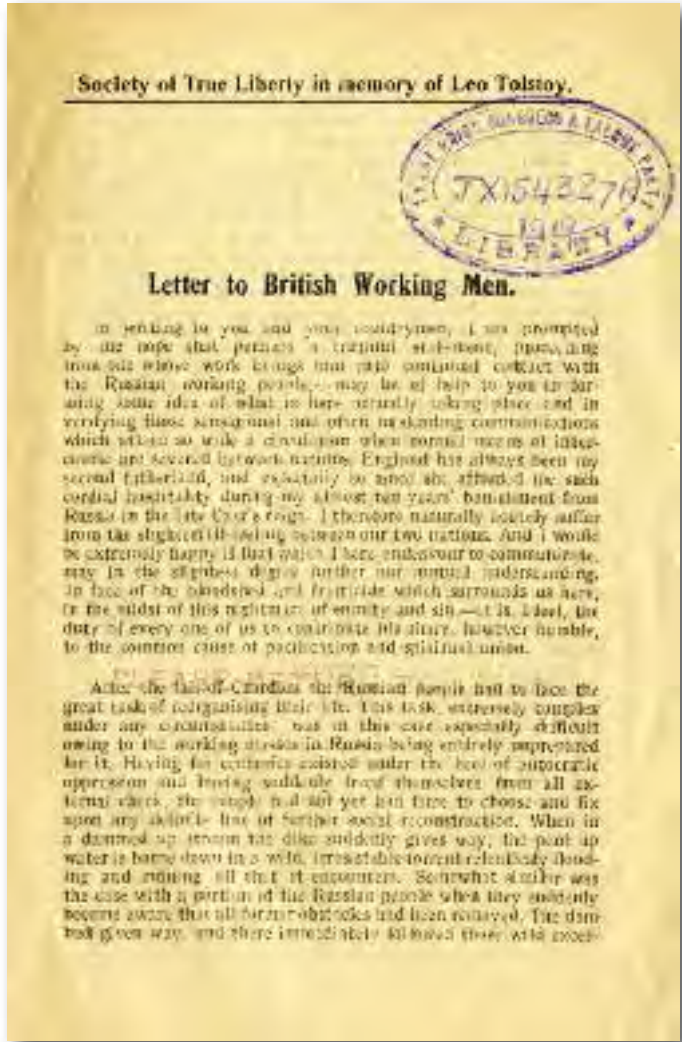 Society of True Liberty in memory of Leo Tolstoy.
TRADE UNION CONGRESS & LABOUR PARTY
JX1543276
1919
LIBRARY
Letter to British Working Men.
In writing to you and your countrymen, I am prompted
by the hope that perhaps a truthful statement, proceeding
from one whose work brings him into continual contact with
the Russian working people,—may be of help to you in for-
ming some idea of what is here actually taking place and in
verifying those sensational and often misleading communications
which attain so wide a circulation when normal means of inter-
course are severed between nations. England has always been my
second fatherland, and especially so since she afforded me such
cordial hospitality during my almost ten years' banishment from
Russia in the late Czar's reign. I therefore naturally acutely suffer
from the slightest ill-feeling between our two nations. And I would
be extremely happy if that which I here endeavour to communicate,
may in the slightest degree further our mutual understanding.
In face of the bloodshed and fratricide which surrounds us here,
in the midst of this nightmare of enmity and sin,—it is, I feel, the
duty of every one of us to contribute his share, however humble,
to the common cause of pacification and spiritual union.
After the fall of Czardom the Russian people had to face the
great task of reorganising their life. This task, extremely complex
under any circumstances was in this case especially difficult
owing to the working classes in Russia being entirely unprepared
for it. Having for centuries existed under the heel of autocratic
oppression and having suddenly freed themselves from all ex-
ternal check, the people had not yet had time to choose and fix
upon any definite line of further social reconstruction. When in
a dammed up stream the dike suddenly gives way, the pent up
water is borne down in a wild, irresistable torrent relentlessly flood-
ing and ruining all that it encounters. Somewhat similar was
the case with a portion of the Russian people when they suddenly
became aware that all former obstacles had been removed. The dam
had given way, and there immediately followed those wild exces-